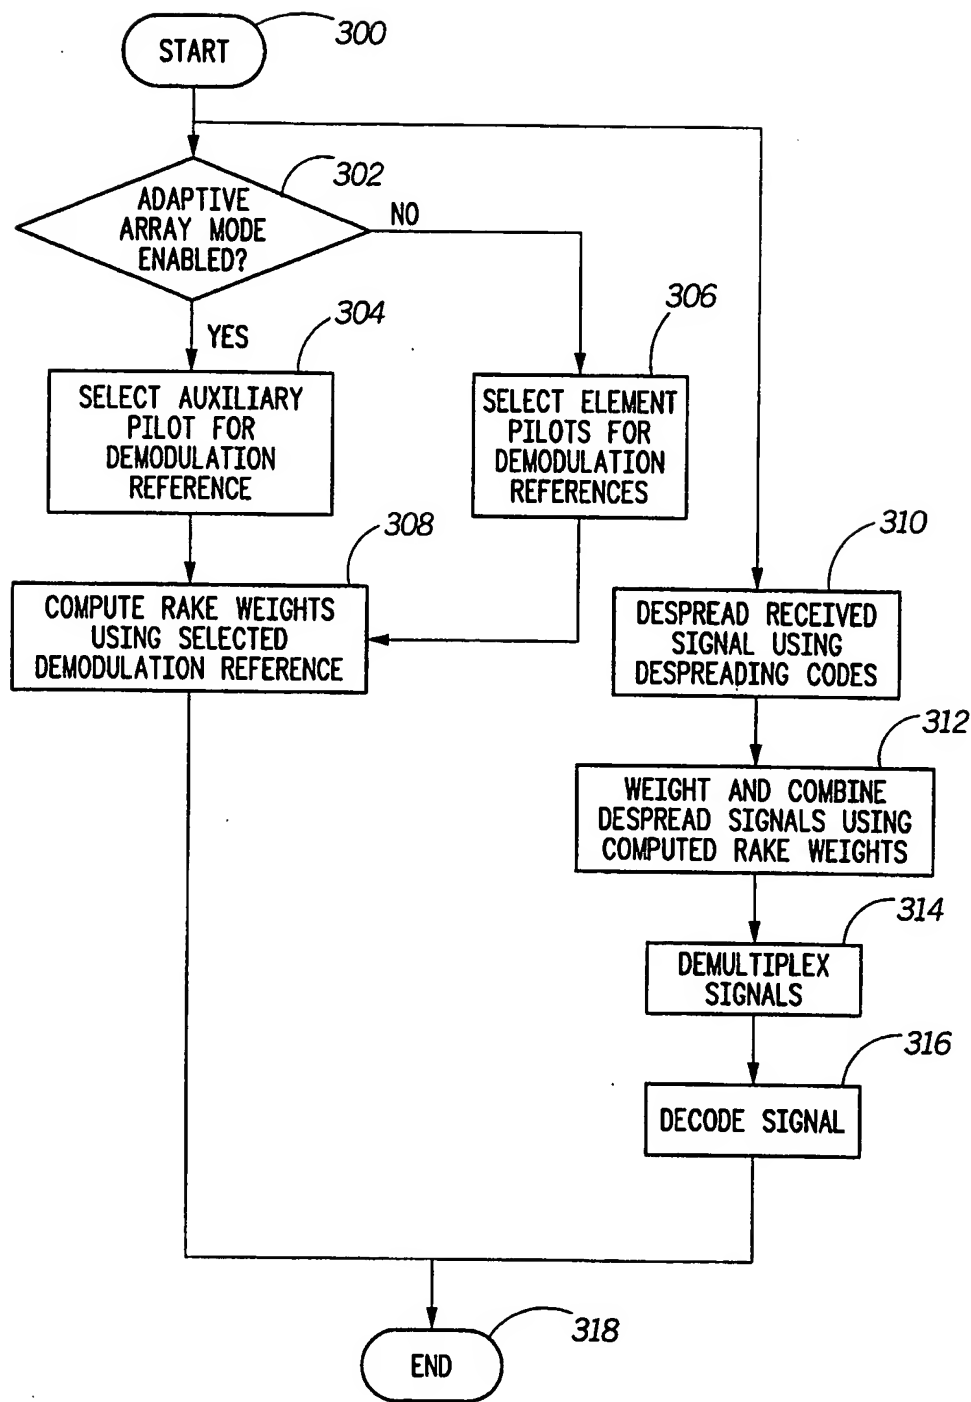 START
300
ADAPTIVE
ARRAY MODE
ENABLED?
302
NO
YES
304
SELECT AUXILIARY
PILOT FOR
DEMODULATION
REFERENCE
306
SELECT ELEMENT
PILOTS FOR
DEMODULATION
REFERENCES
308
COMPUTE RAKE WEIGHTS
USING SELECTED
DEMODULATION REFERENCE
310
DESPREAD RECEIVED
SIGNAL USING
DESPREADING CODES
312
WEIGHT AND COMBINE
DESPREAD SIGNALS USING
COMPUTED RAKE WEIGHTS
314
DEMULTIPLEX
SIGNALS
316
DECODE SIGNAL
318
END